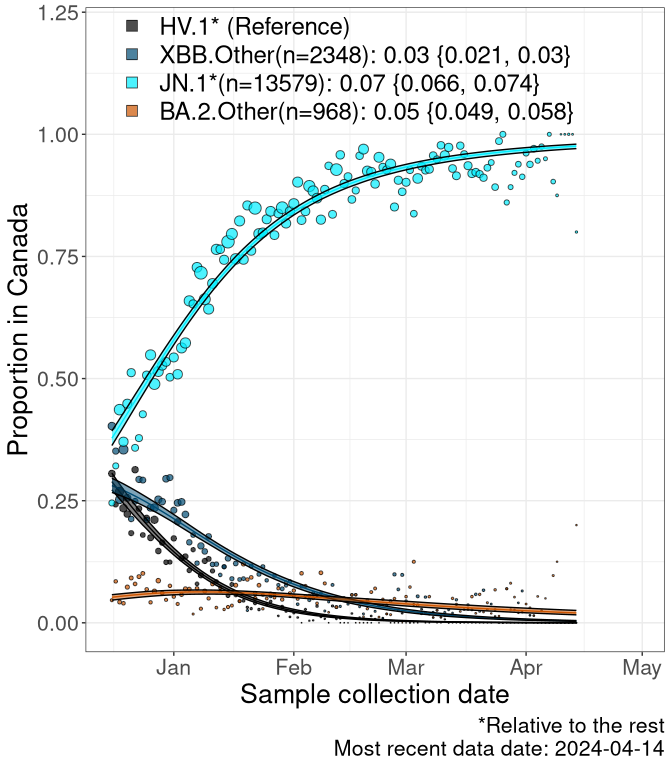 HV.1* (Reference)
XBB.Other(n=2348): 0.03 {0.021, 0.03}
JN.1*(n=13579): 0.07 {0.066, 0.074}
BA.2.Other(n=968): 0.05 {0.049, 0.058}
1.25
1.00
0.75
0.50
0.25
0.00
Proportion in Canada
Jan Feb Mar Apr May
Sample collection date
*Relative to the rest
Most recent data date: 2024-04-14